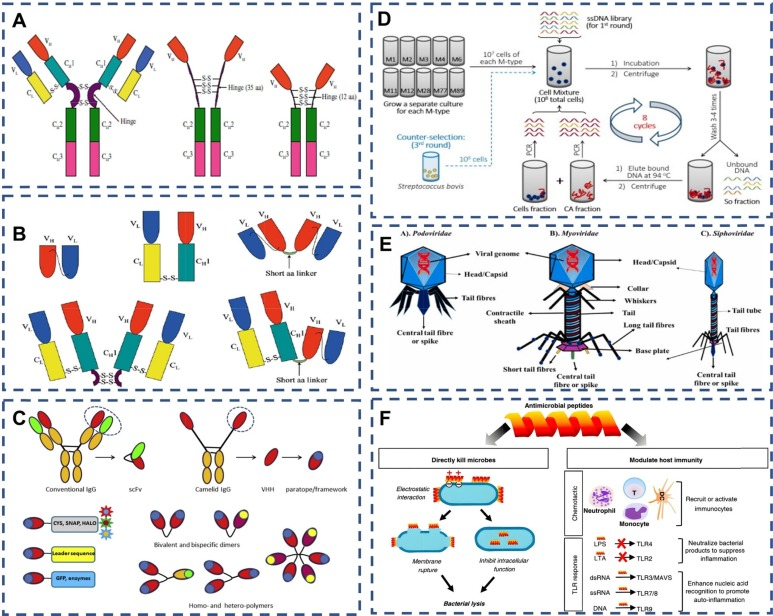 A
V_H
V_H
V_L
C_H1
C_H1
V_L
C_L
C_L
S-S
S-S
S-S
S-S
Hinge
C_H2
C_H2
C_H3
C_H3
V_H
V_H
S-S
S-S
S-S
Hinge (35 aa)
C_H2
C_H3
V_H
V_H
S-S
S-S
Hinge (12 aa)
C_H2
C_H3
B
V_H
V_L
V_L
V_H
C_L
C_H1
-S-S-
V_L
V_H
V_H
V_L
Short aa linker
V_L
V_H
V_H
V_L
C_L
C_H1
C_L
S-S
S-S
S-S
S-S
V_L
V_H
C_L
C_H1
V_H
V_L
S-S
Short aa linker
C
Conventional IgG
scFv
Camelid IgG
VHH
paratope/framework
CYS, SNAP, HALO
Leader sequence
GFP, enzymes
Bivalent and bispecific dimers
Homo- and hetero-polymers
D
M1
M2
M3
M4
M6
M11
M12
M28
M77
M89
Grow a separate culture
for each M-type
10⁷ cells of
each M-type
ssDNA library
(for 1st round)
Cell Mixture
(10⁸ total cells)
1) Incubation
2) Centrifuge
Wash 3-4 times
8
cycles
Counter-selection:
(3rd round)
10⁸ cells
Streptococcus bovis
PCR
PCR
+
Cells fraction
CA fraction
1) Elute bound
DNA at 94 °C
2) Centrifuge
Unbound
DNA
So fraction
E
A). Podoviridae
B). Myoviridae
C). Siphoviridae
Viral genome
Head/Capsid
Tail fibres
Central tail fibre
or spike
Head/Capsid
Collar
Whiskers
Contractile
sheath
Tail
Long tail fibres
Base plate
Short tail fibres
Central tail
fibre or spike
Tail tube
Tail fibres
Central tail
fibre or spike
F
Antimicrobial peptides
Directly kill microbes
Modulate host immunity
Electrostatic
interaction
+ +
Membrane
rupture
Inhibit intracellular
function
Bacterial lysis
Chemotactic
Neutrophil
T
Monocyte
DC
Recruit or activate
immunocytes
TLR response
LPS
TLR4
LTA
TLR2
Neutralize bacterial
products to suppress
inflammation
dsRNA
TLR3/MAVS
ssRNA
TLR7/8
DNA
TLR9
Enhance nucleic acid
recognition to promote
auto-inflammation